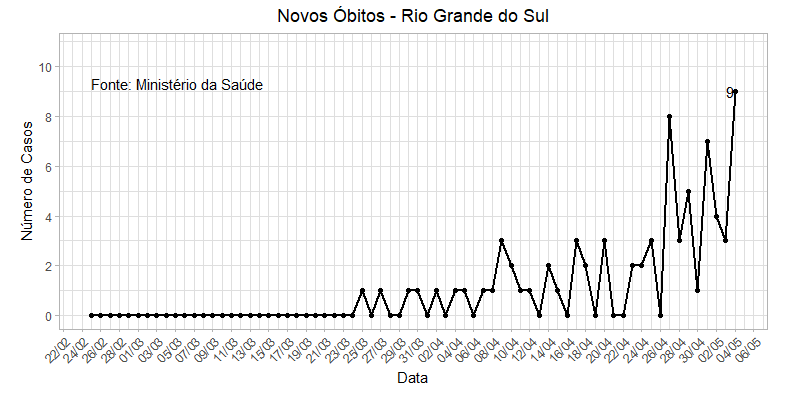 Novos Óbitos - Rio Grande do Sul
10
Fonte: Ministério da Saúde
9
8
6
4
2
0
Número de Casos
22/02 24/02 26/02 28/02 01/03 03/03 05/03 07/03 09/03 11/03 13/03 15/03 17/03 19/03 21/03 23/03 25/03 27/03 29/03 31/03 02/04 04/04 06/04 08/04 10/04 12/04 14/04 16/04 18/04 20/04 22/04 24/04 26/04 28/04 30/04 02/05 04/05 06/05
Data